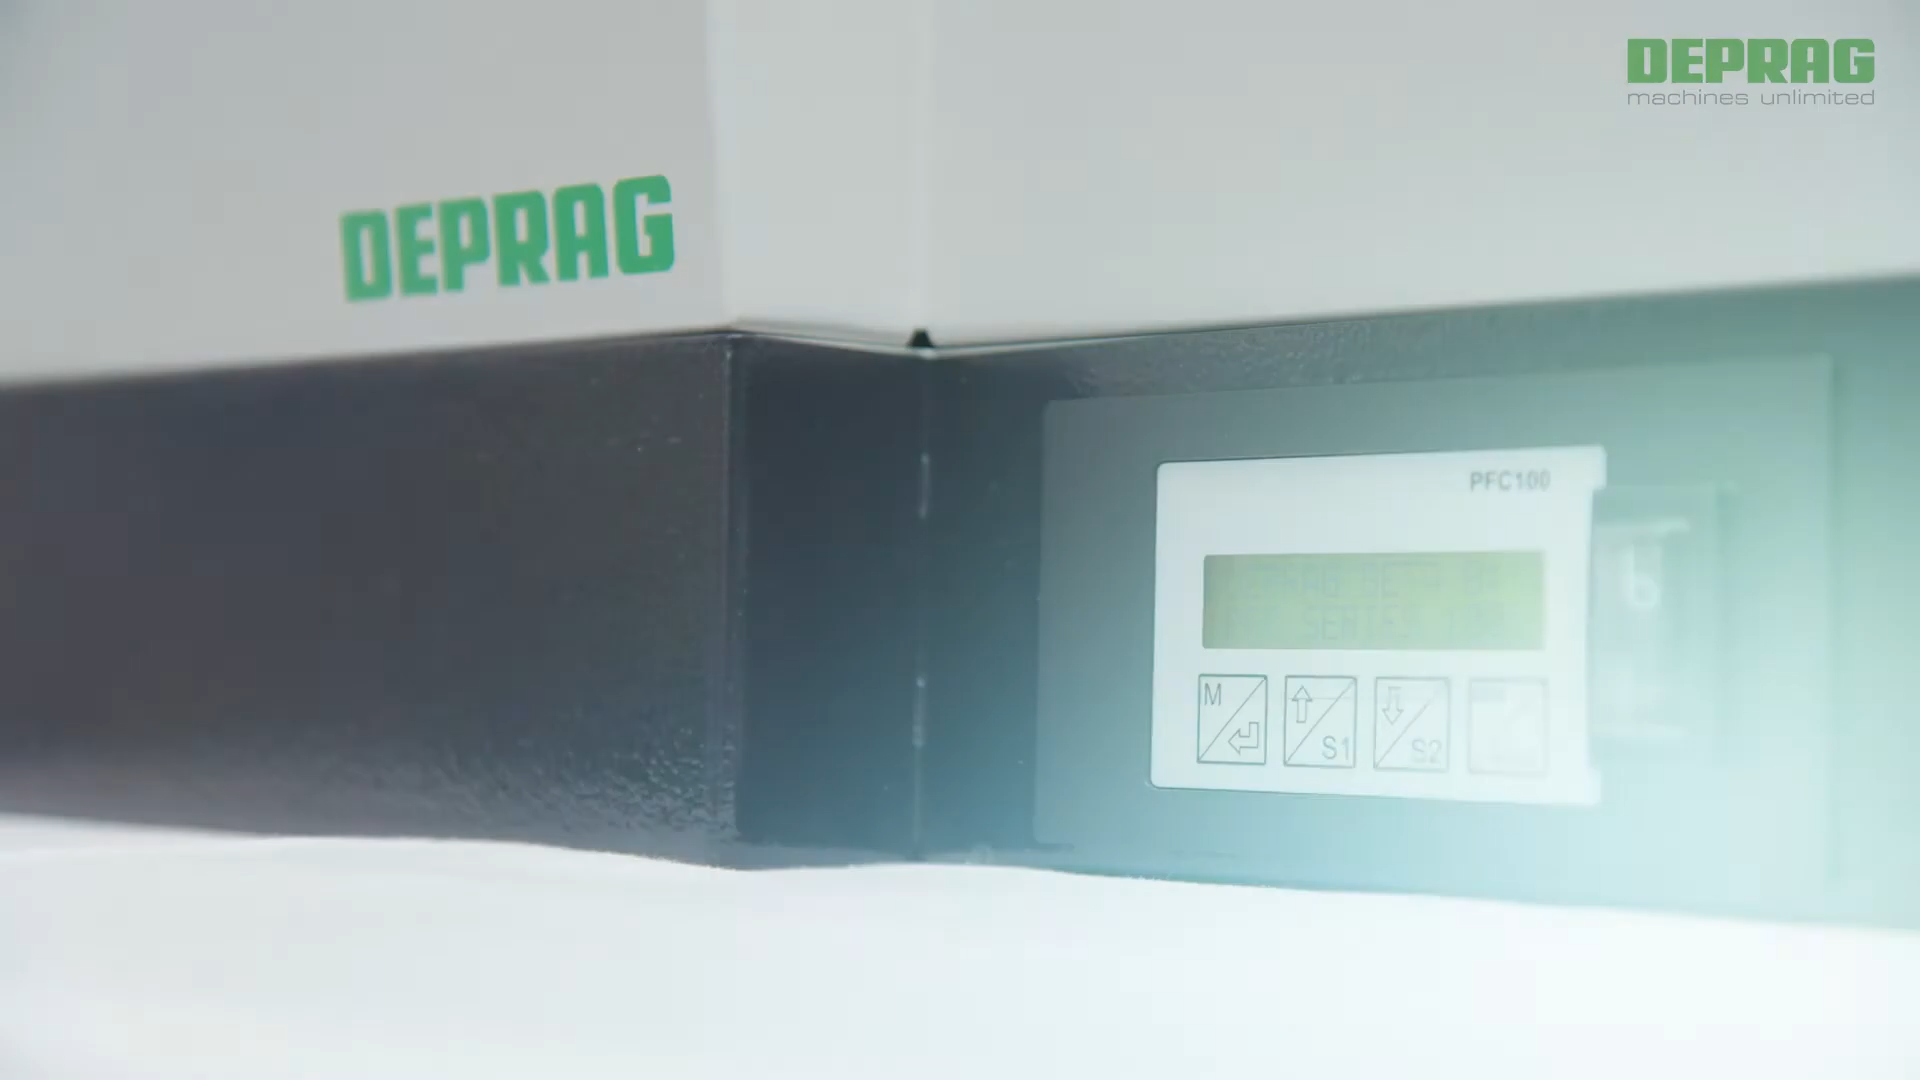 DEPRAG
machines unlimited
DEPRAG
PFC100
M
S1
S2